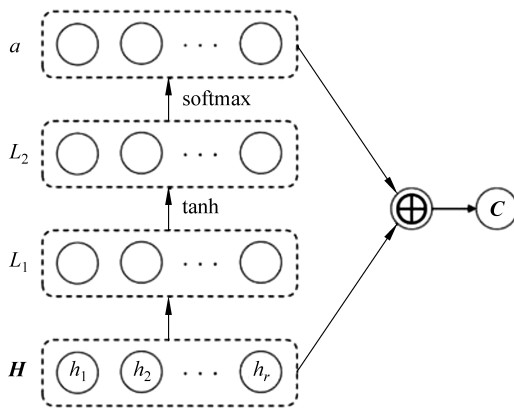 a ...
softmax
L₂ ...
tanh
⊕ C
L₁ ...
H h₁ h₂ ... hᵣ